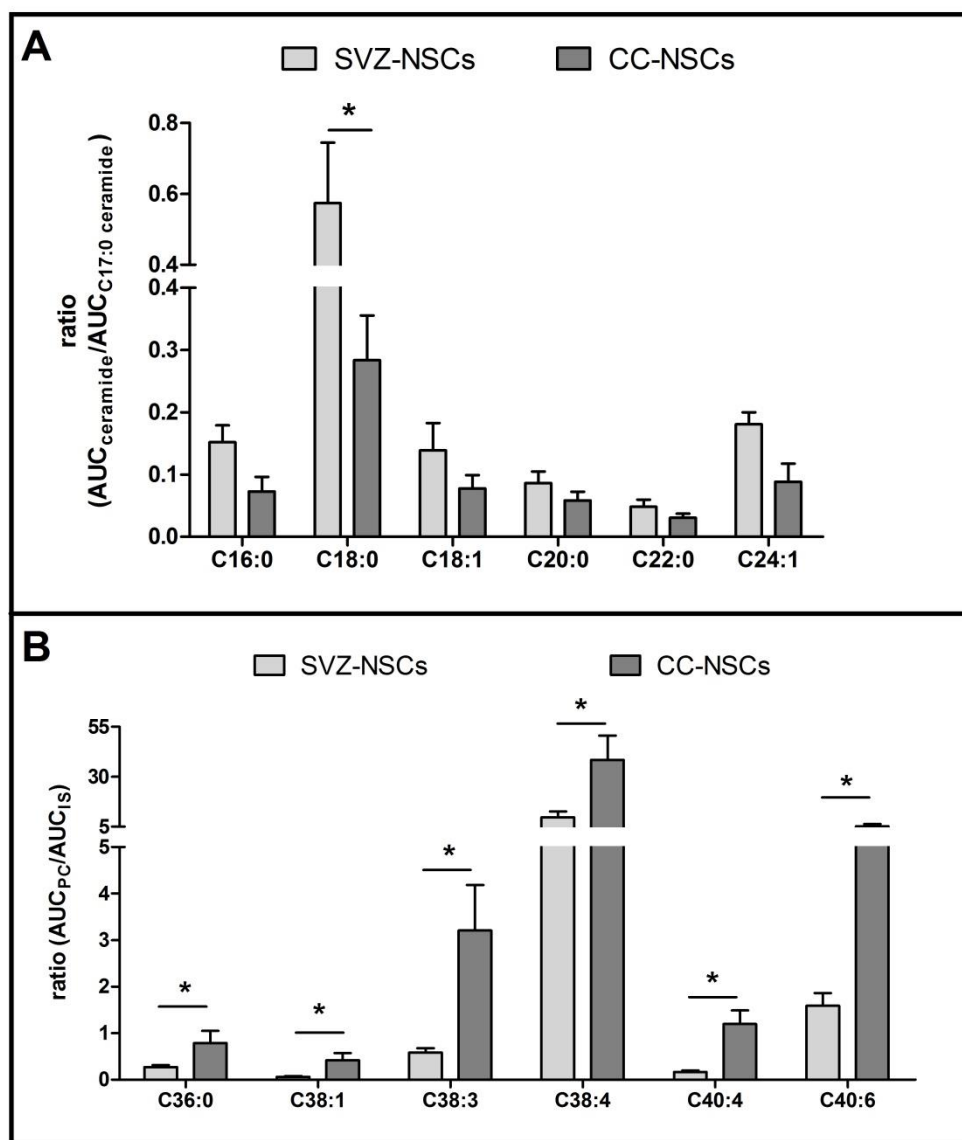 A
SVZ-NSCs CC-NSCs
*
0.8
0.6
0.4
0.4
0.3
0.2
0.1
0.0
ratio
(AUCceramide/AUCC17:0 ceramide)
C16:0 C18:0 C18:1 C20:0 C22:0 C24:1
B
SVZ-NSCs CC-NSCs
* * * * * *
55
30
5
5
4
3
2
1
0
ratio (AUCPC/AUCIS)
C36:0 C38:1 C38:3 C38:4 C40:4 C40:6